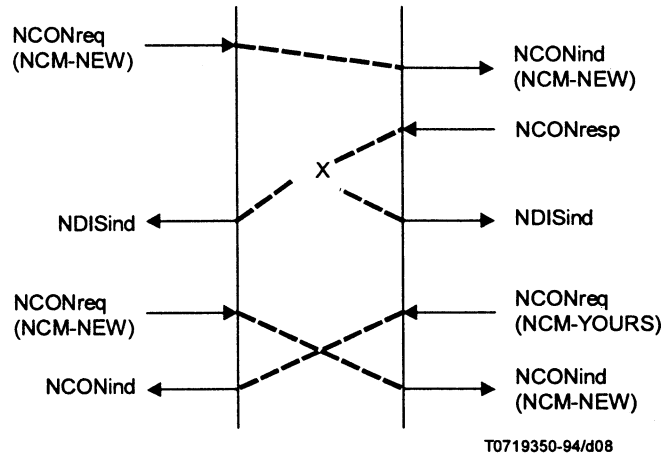 NCONreq
(NCM-NEW)
NCONind
(NCM-NEW)
NCONresp
X
NDISind
NDISind
NCONreq
(NCM-NEW)
NCONreq
(NCM-YOURS)
NCONind
NCONind
(NCM-NEW)
T0719350-94/d08